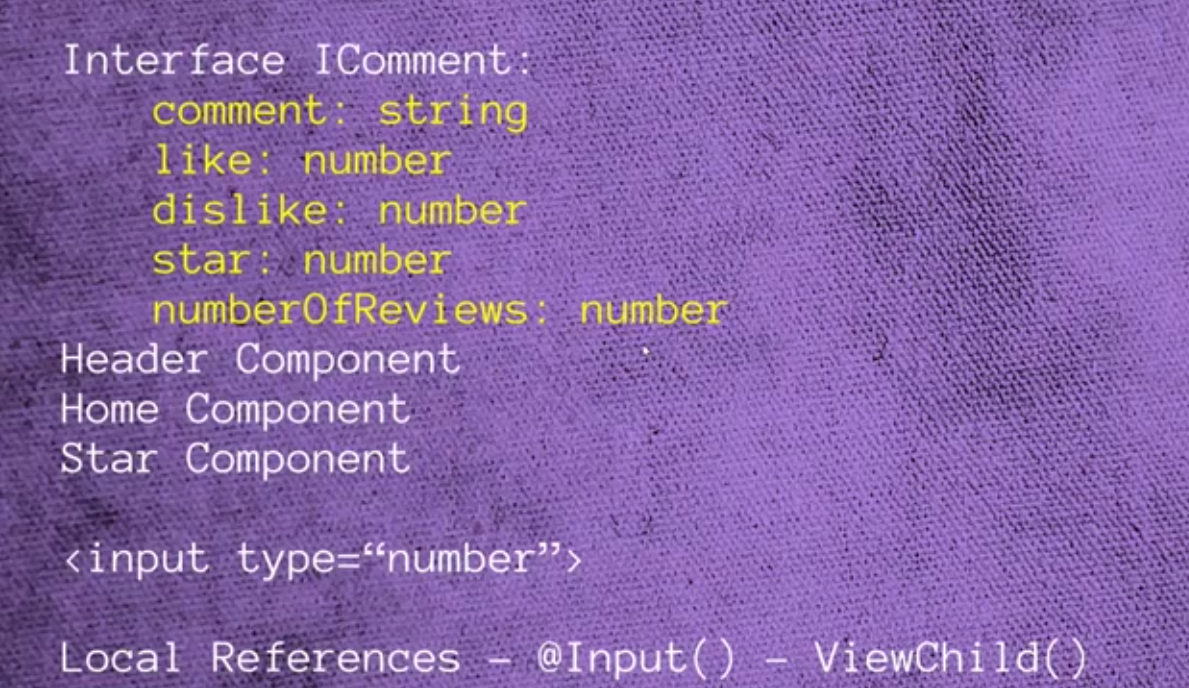 Interface IComment:
comment: string
like: number
dislike: number
star: number
numberOfReviews: number
Header Component
Home Component
Star Component
<input type=“number”>
Local References – @Input() – ViewChild()